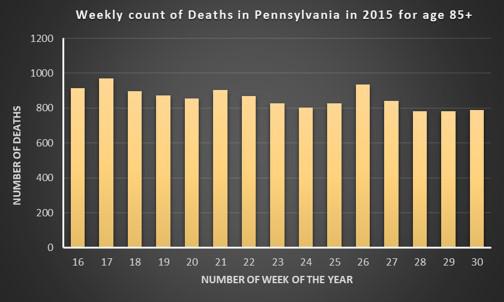 Weekly count of Deaths in Pennsylvania in 2015 for age 85+
1200
1000
800
600
400
200
0
NUMBER OF DEATHS
16 17 18 19 20 21 22 23 24 25 26 27 28 29 30
NUMBER OF WEEK OF THE YEAR